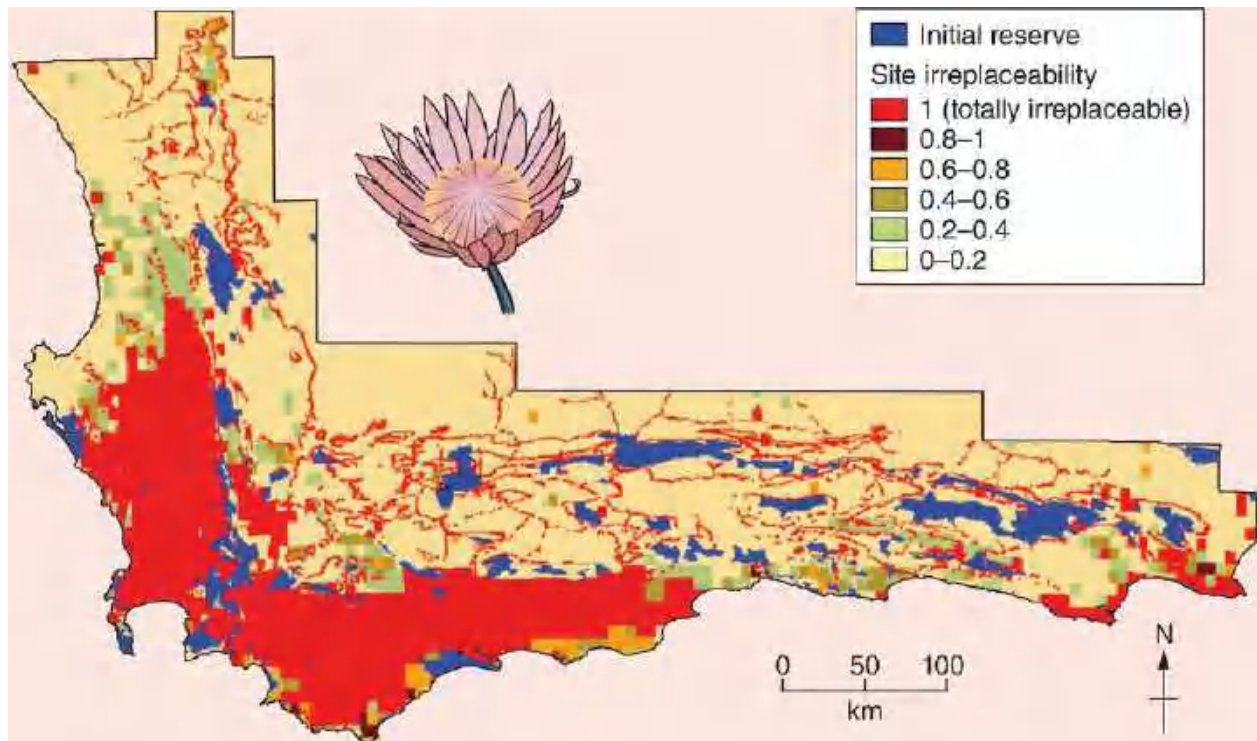 Initial reserve
Site irreplaceability
1 (totally irreplaceable)
0.8–1
0.6–0.8
0.4–0.6
0.2–0.4
0–0.2
0 50 100
km
N